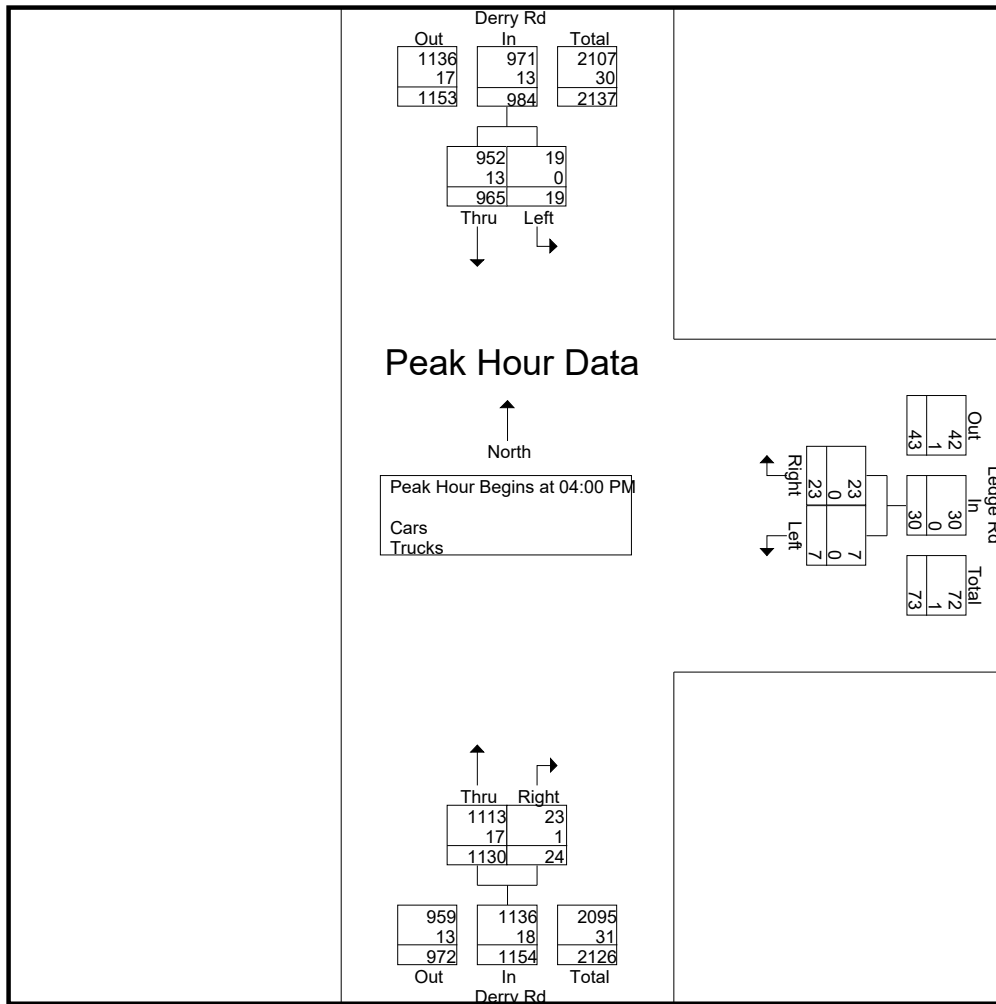 Derry Rd
Out In Total
1136 971 2107
17 13 30
1153 984 2137
952 19
13 0
965 19
Thru Left
Peak Hour Data
North
Peak Hour Begins at 04:00 PM
Cars
Trucks
Right Left
23 7
0 0
23 7
Ledge Rd
Out In Total
42 30 72
1 0 1
43 30 73
Thru Right
1113 23
17 1
1130 24
959 1136 2095
13 18 31
972 1154 2126
Out In Total
Derry Rd